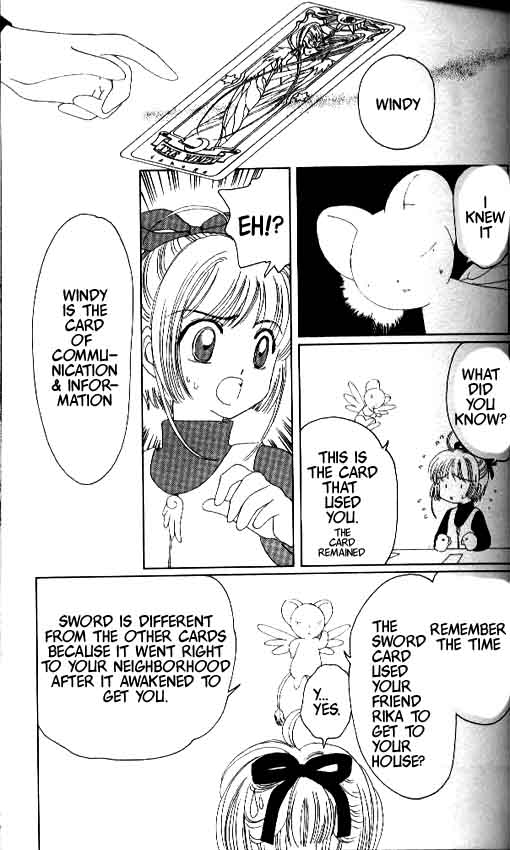 WINDY
THE WINDY
I
KNEW
IT
EH!?
WINDY
IS THE
CARD
OF
COMMU-
NICATION
& INFOR-
MATION
WHAT
DID
YOU
KNOW?
THIS IS
THE CARD
THAT
USED
YOU.
THE
CARD
REMAINED
REMEMBER
THE TIME
THE
SWORD
CARD
USED
YOUR
FRIEND
RIKA TO
GET TO
YOUR
HOUSE?
Y...
YES.
SWORD IS DIFFERENT
FROM THE OTHER CARDS
BECAUSE IT WENT RIGHT
TO YOUR NEIGHBORHOOD
AFTER IT AWAKENED TO
GET YOU.